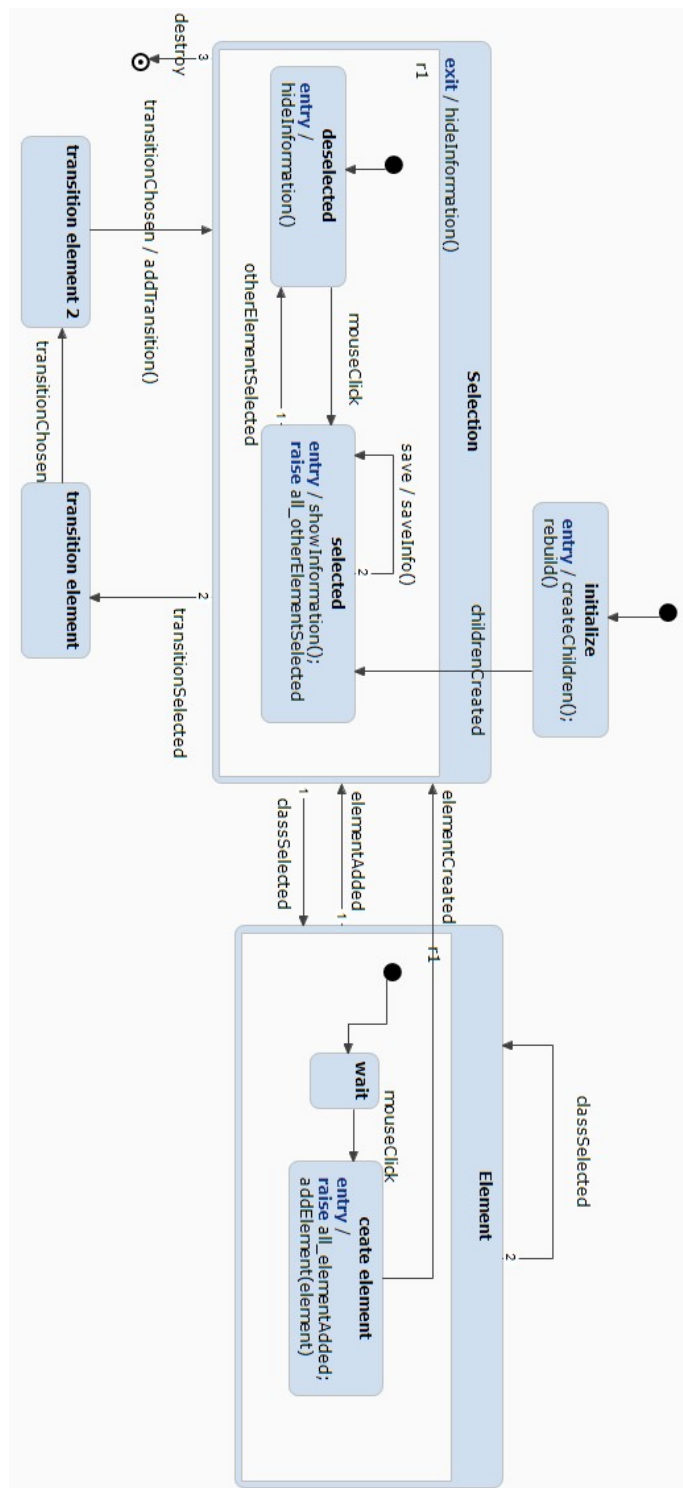 initialize
entry / createChildren();
rebuild()
childrenCreated
Selection
exit / hideInformation()
r1
deselected
entry /
hideInformation()
mouseClick
otherElementSelected
1
save / saveInfo()
2
selected
entry / showInformation();
raise all_otherElementSelected
elementCreated
elementAdded
1
1
classSelected
classSelected
2
Element
r1
wait
mouseClick
ceate element
entry /
raise all_elementAdded;
addElement(element)
3
destroy
transitionChosen / addTransition()
2
transitionSelected
transition element 2
transitionChosen
transition element